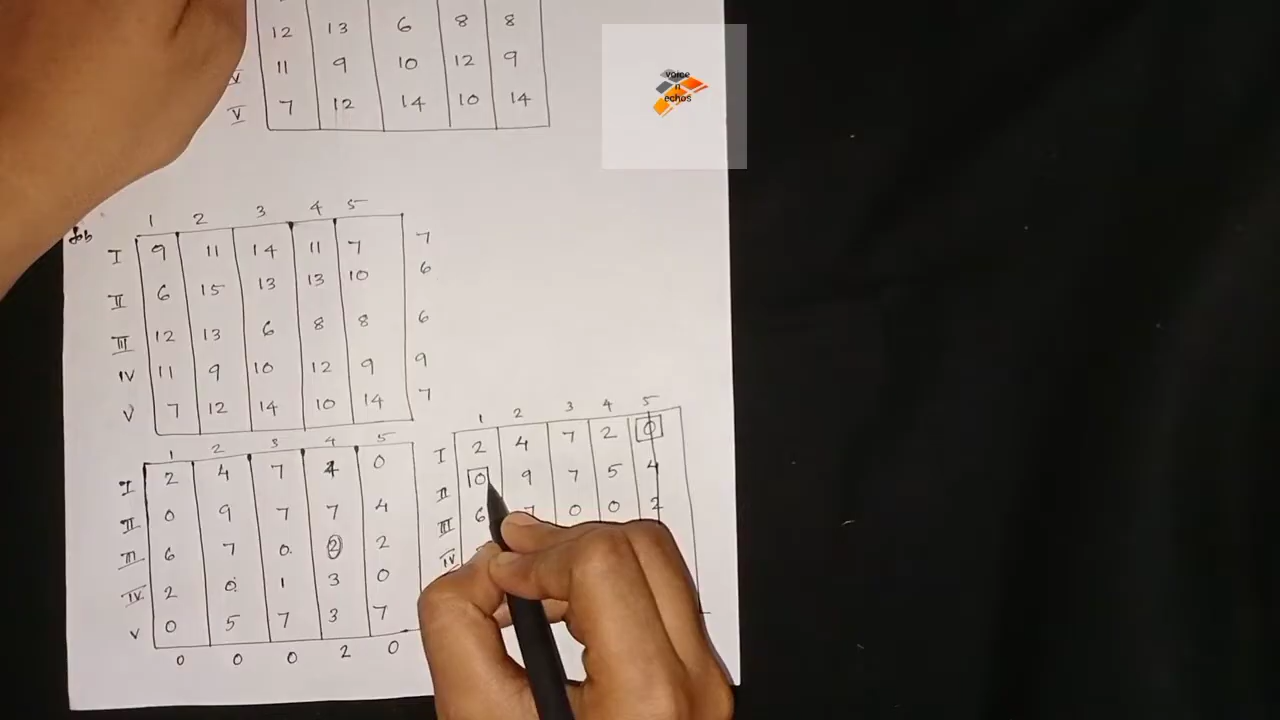 12 13 6 8 8
11 9 10 12 9
V 7 12 14 10 14
voice
n
echos
1 2 3 4 5
I 9 11 14 11 7 7
II 6 15 13 13 10 6
III 12 13 6 8 8 6
IV 11 9 10 12 9 9
V 7 12 14 10 14 7
1 2 3 4 5
I 2 4 7 4 0
II 0 9 7 7 4
III 6 7 0 2 2
IV 2 0 1 3 0
V 0 5 7 3 7
0 0 0 2 0
1 2 3 4 5
I 2 4 7 2 0
II 0 9 7 5 4
III 6 7 0 0 2
IV